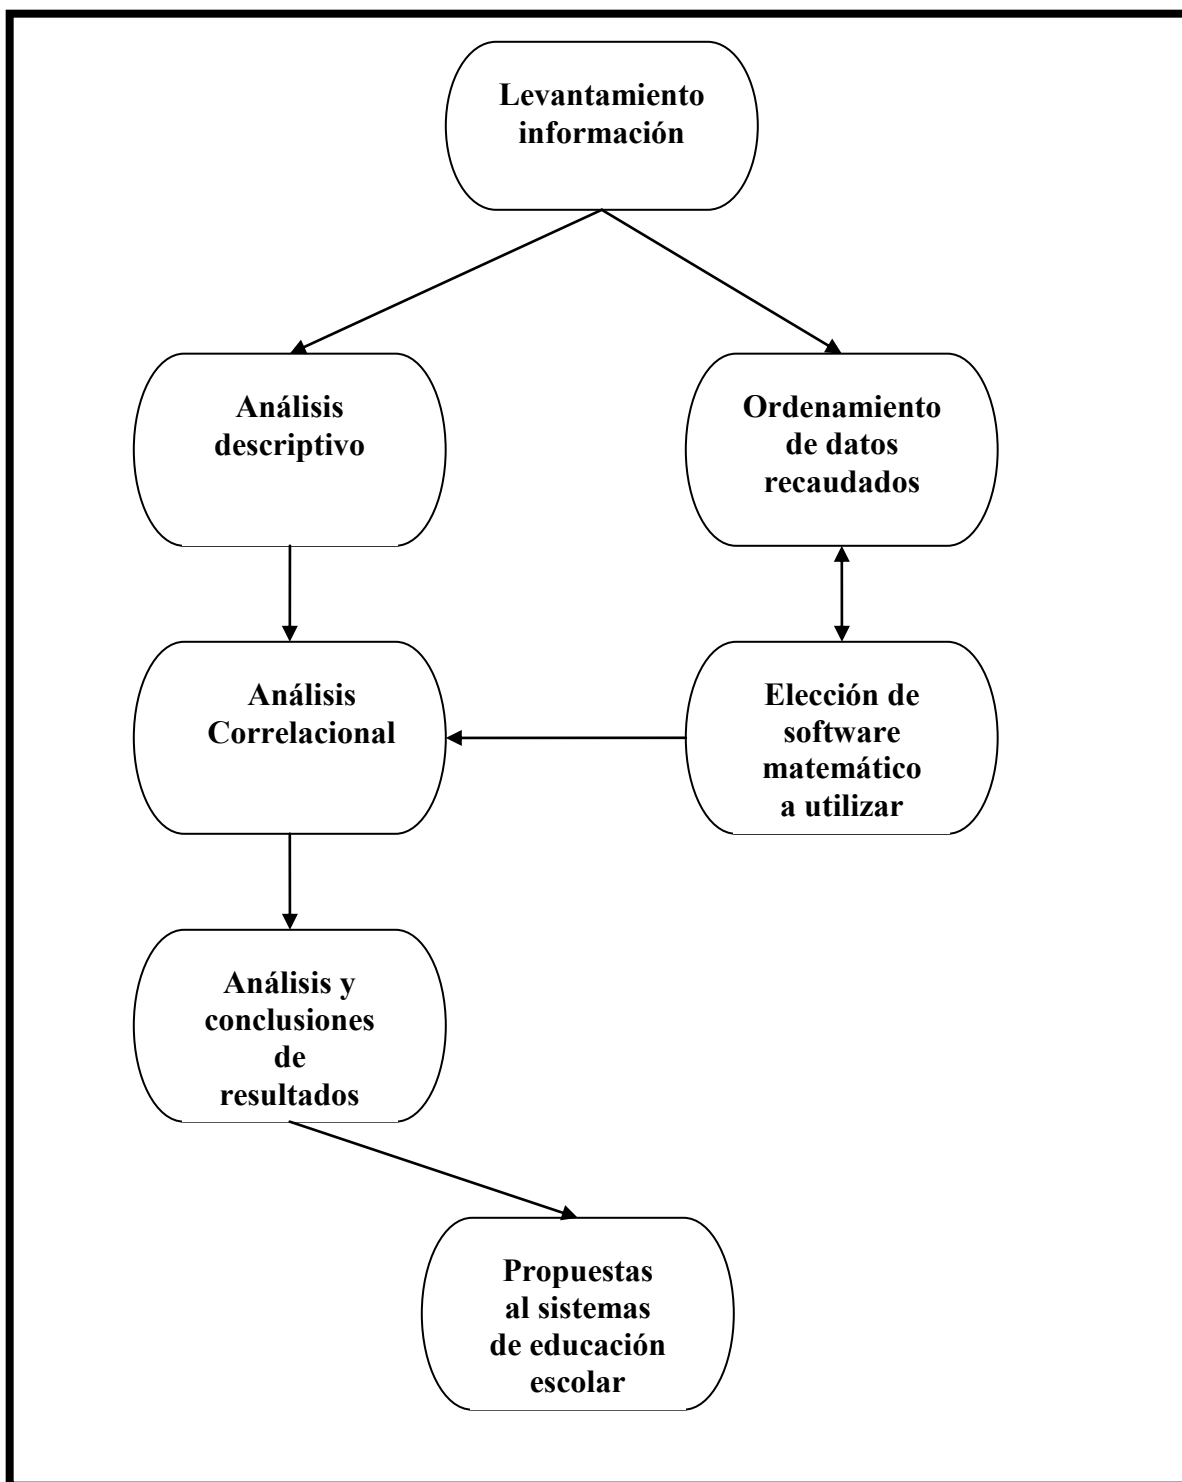 Levantamiento
información
Análisis
descriptivo
Ordenamiento
de datos
recaudados
Análisis
Correlacional
Elección de
software
matemático
a utilizar
Análisis y
conclusiones
de
resultados
Propuestas
al sistemas
de educación
escolar